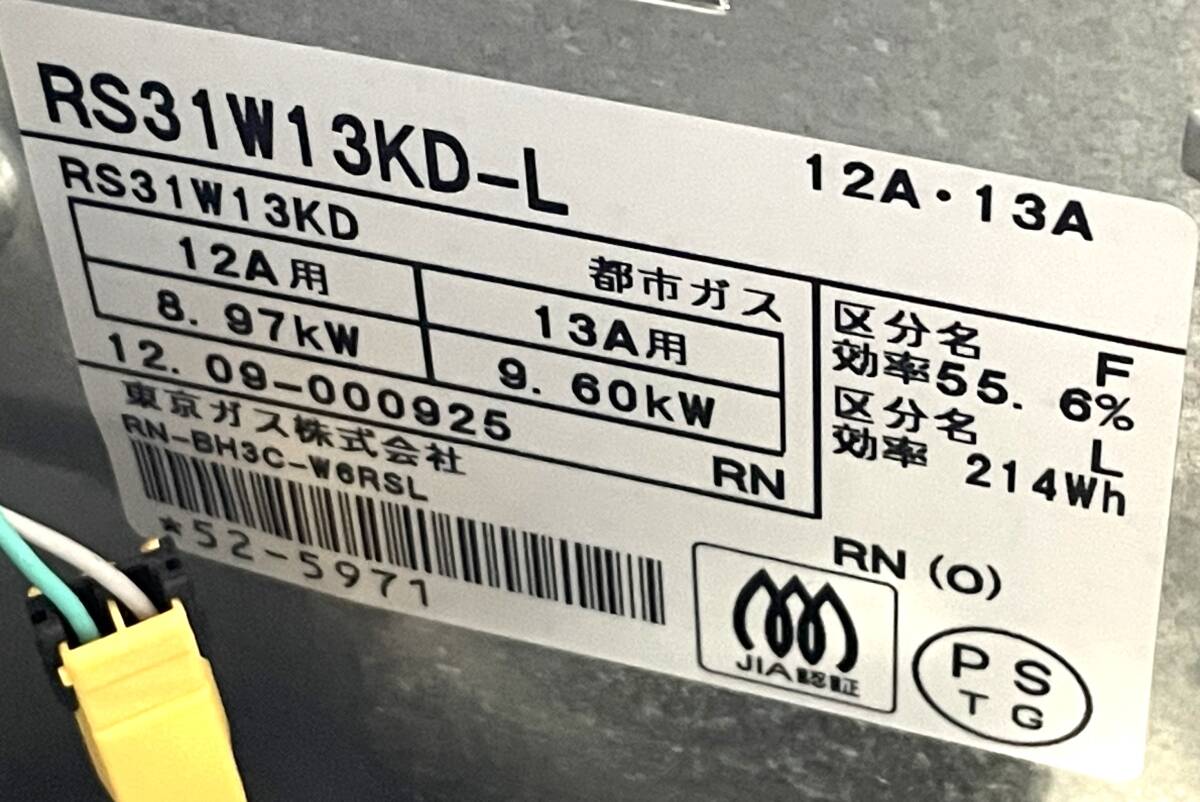 RS31W13KD-L
12A・13A
RS31W13KD
都市ガス
12A用
13A用
8.97kW
9.60kW
12.09-000925
東京ガス株式会社
RN
RN-BH3C-W6RSL
*52-5971
区分名 F
効率55.6%
区分名 L
効率 214Wh
RN (O)
JIA認証
PS
TG